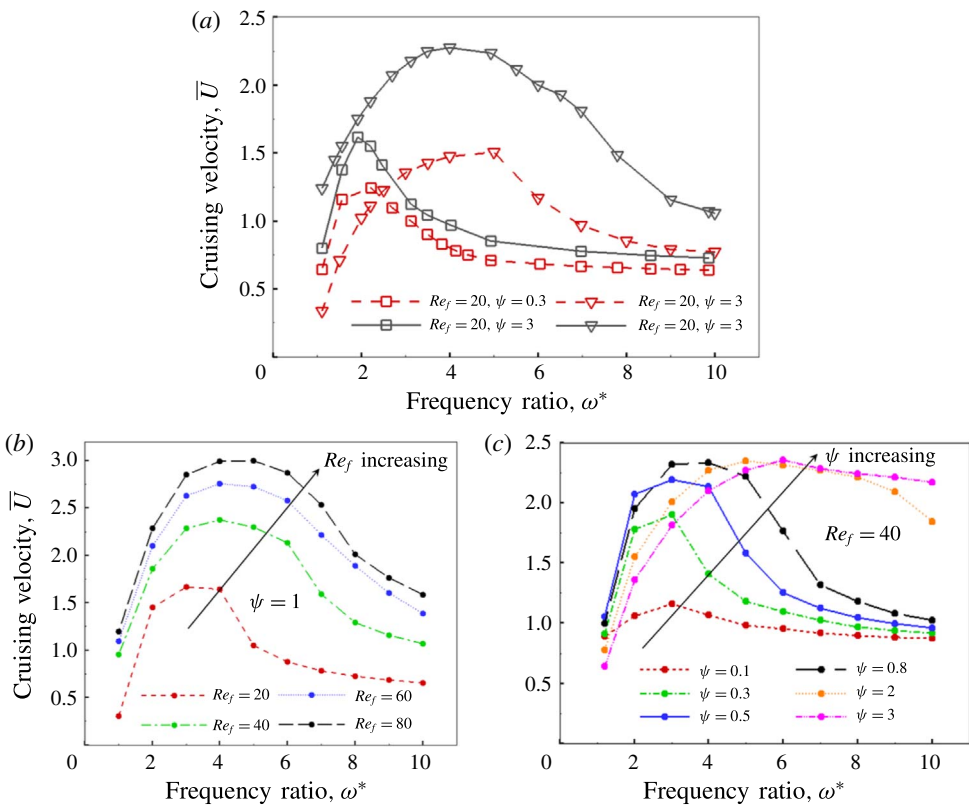 (a)
2.5
2.0
1.5
1.0
0.5
Cruising velocity, U̅
Re_f = 20, ψ = 0.3
Re_f = 20, ψ = 3
Re_f = 20, ψ = 3
Re_f = 20, ψ = 3
0 2 4 6 8 10
Frequency ratio, ω*
(b)
3.0
2.5
2.0
1.5
1.0
0.5
Cruising velocity, U̅
Re_f increasing
ψ = 1
Re_f = 20
Re_f = 60
Re_f = 40
Re_f = 80
0 2 4 6 8 10
Frequency ratio, ω*
(c)
2.5
2.0
1.5
1.0
0.5
ψ increasing
Re_f = 40
ψ = 0.1
ψ = 0.8
ψ = 0.3
ψ = 2
ψ = 0.5
ψ = 3
0 2 4 6 8 10
Frequency ratio, ω*